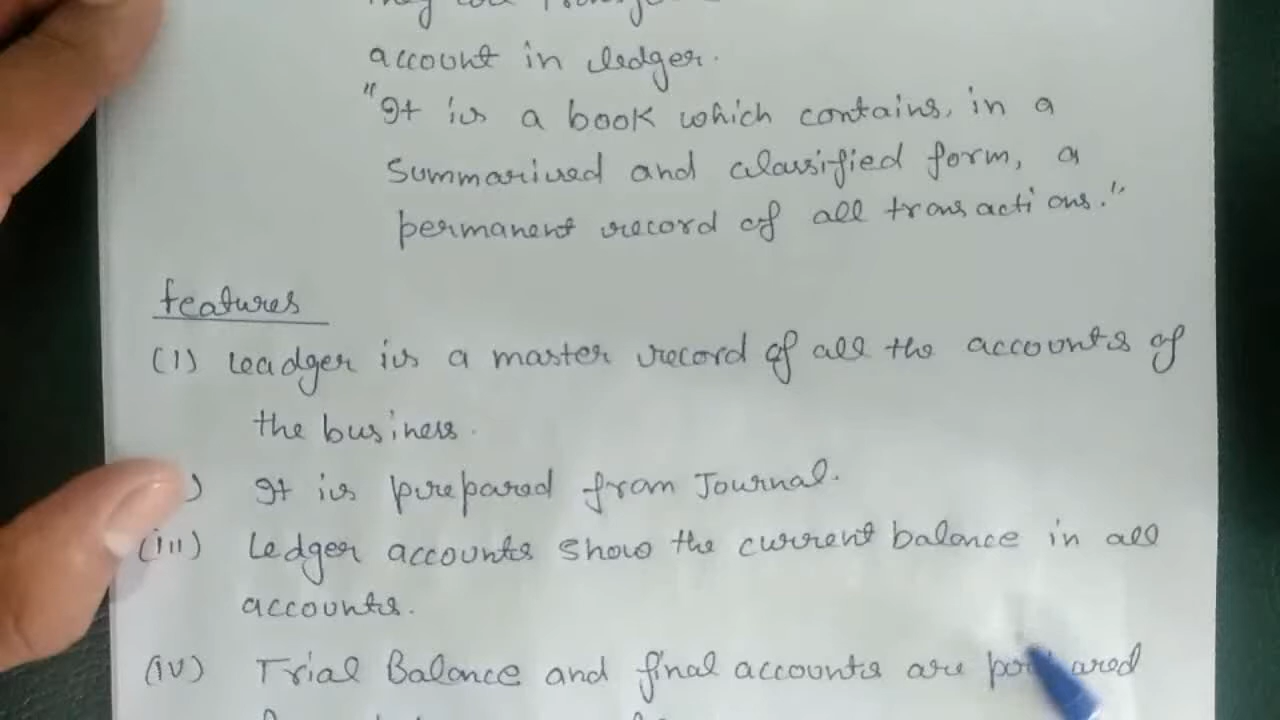 account in ledger.
"It is a book which contains, in a
summarised and classified form, a
permanent record of all transactions."
features
(i) Leadger is a master record of all the accounts of
the business.
) It is prepared from Journal.
(iii) Ledger accounts show the current balance in all
accounts.
(iv) Trial Balance and final accounts are